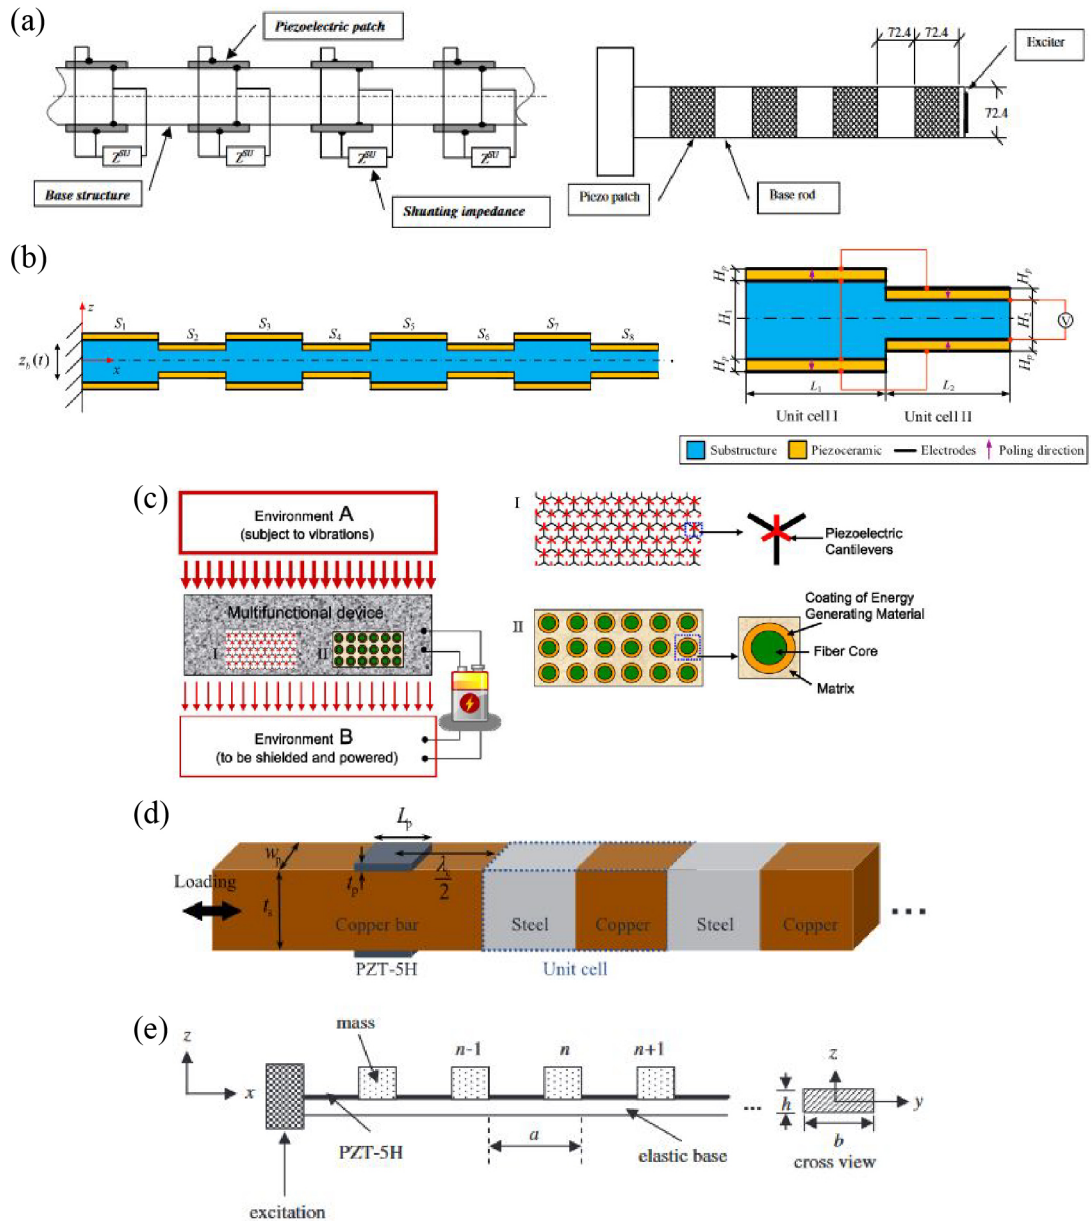 (a)
Piezoelectric patch
Z^SU Z^SU Z^SU Z^SU
Base structure
Shunting impedance
72.4 72.4
Exciter
72.4
Piezo patch
Base rod
(b)
z
S1 S2 S3 S4 S5 S6 S7 S8
z_b(t)
x
H_p
H_1
H_p
H_p
H_2
H_p
V
L_1 L_2
Unit cell I Unit cell II
Substructure Piezoceramic Electrodes Poling direction
(c)
Environment A
(subject to vibrations)
Multifunctional device
I II
Environment B
(to be shielded and powered)
I
Piezoelectric
Cantilevers
II
Coating of Energy
Generating Material
Fiber Core
Matrix
(d)
L_p
w_p
Loading
t_p
t_s
Copper bar
Steel Copper Steel Copper
PZT-5H
Unit cell
...
(e)
z
x
mass
n-1 n n+1
PZT-5H
a
elastic base
excitation
...
z
h
y
b
cross view